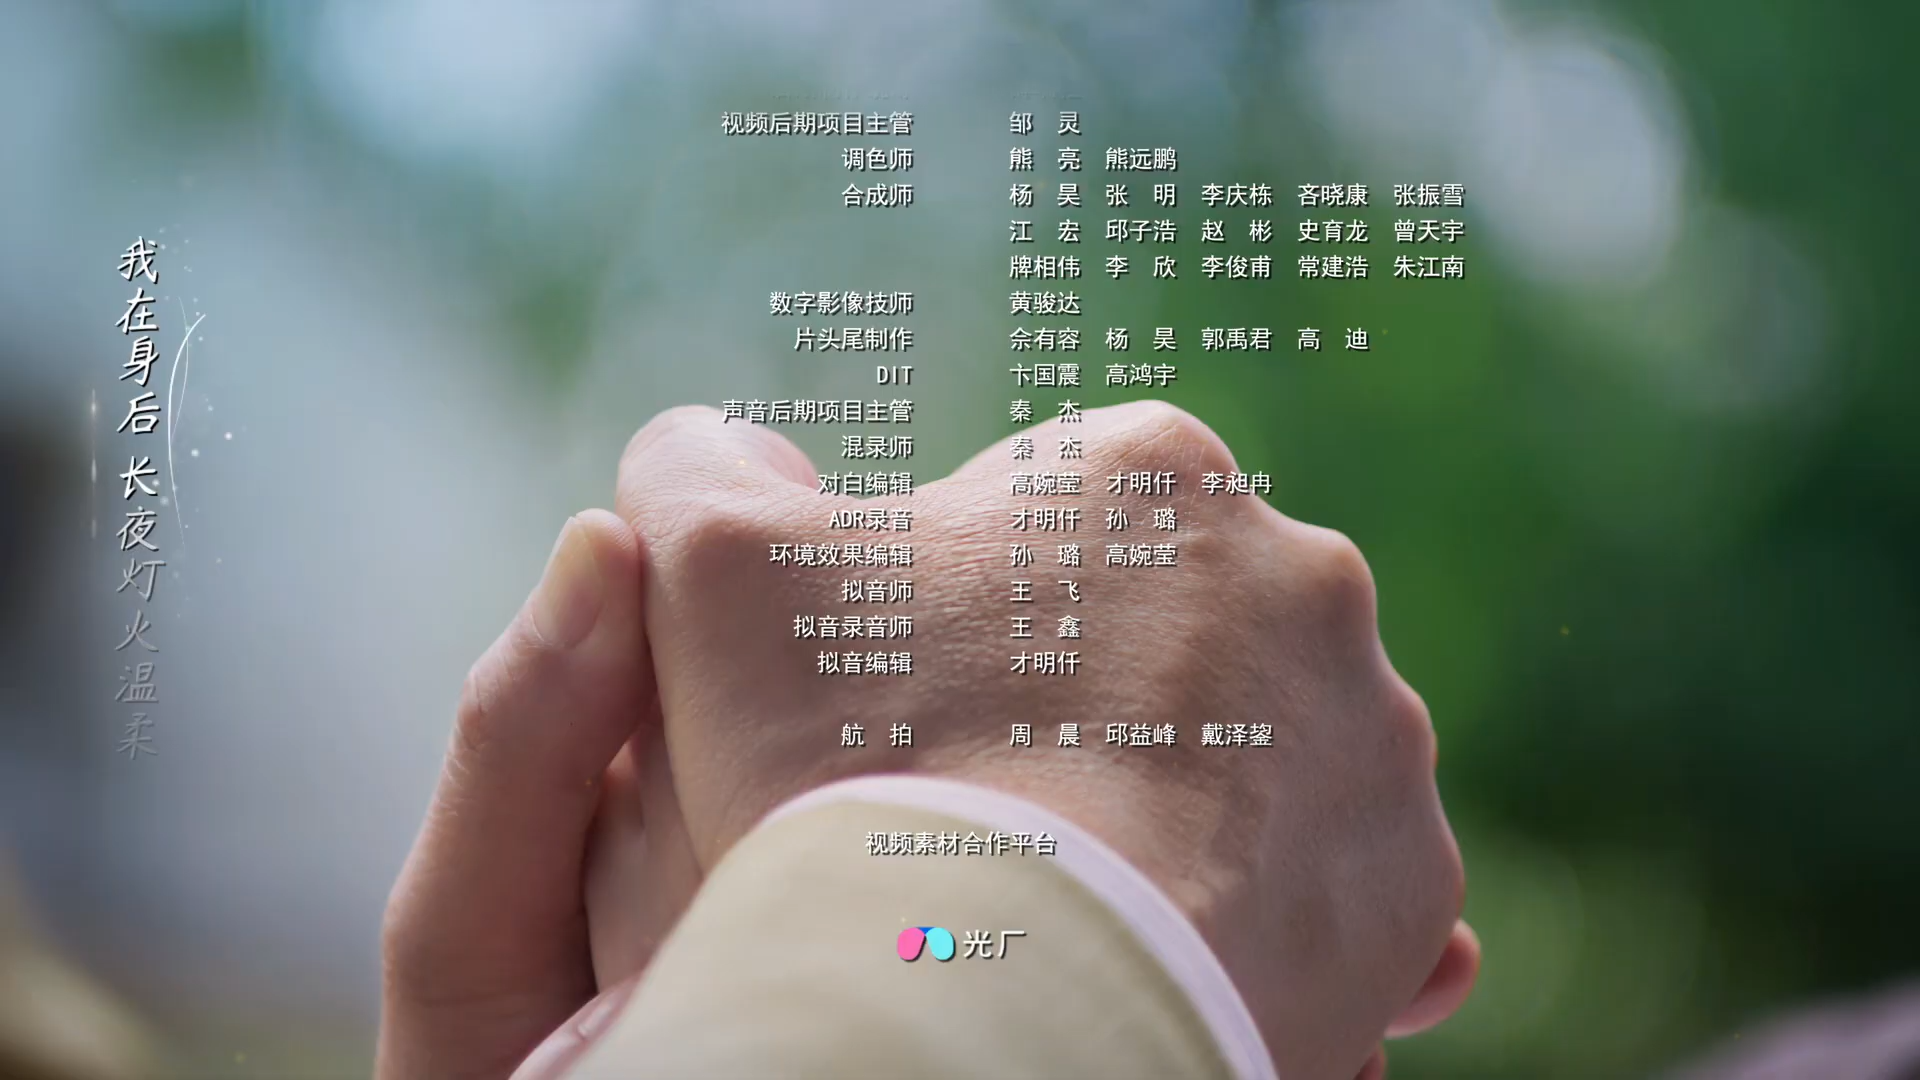 我在身后 长夜灯火温柔
视频后期项目主管 邹 灵
调色师 熊 亮 熊远鹏
合成师 杨 昊 张 明 李庆栋 吝晓康 张振雪
江 宏 邱子浩 赵 彬 史育龙 曾天宇
牌相伟 李 欣 李俊甫 常建浩 朱江南
数字影像技师 黄骏达
片头尾制作 佘有容 杨 昊 郭禹君 高 迪
DIT 卞国震 高鸿宇
声音后期项目主管 秦 杰
混录师 秦 杰
对白编辑 高婉莹 才明仟 李昶冉
ADR录音 才明仟 孙 璐
环境效果编辑 孙 璐 高婉莹
拟音师 王 飞
拟音录音师 王 鑫
拟音编辑 才明仟
航 拍 周 晨 邱益峰 戴泽鋆
视频素材合作平台
光厂